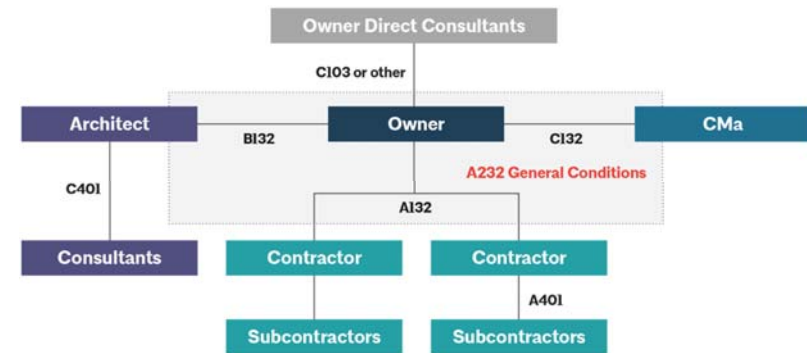 Owner Direct Consultants
C103 or other
Architect
Owner
CMa
B132
C132
A232 General Conditions
C401
A132
Consultants
Contractor
Contractor
A401
Subcontractors
Subcontractors